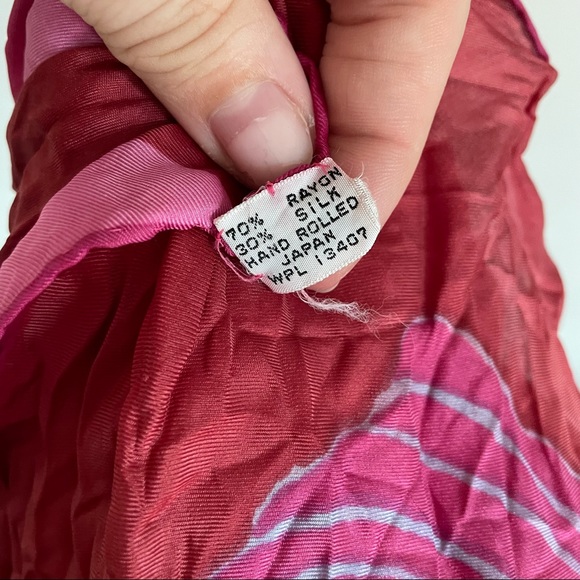 70% RAYON
30% SILK
HAND ROLLED
JAPAN
WPL 13407